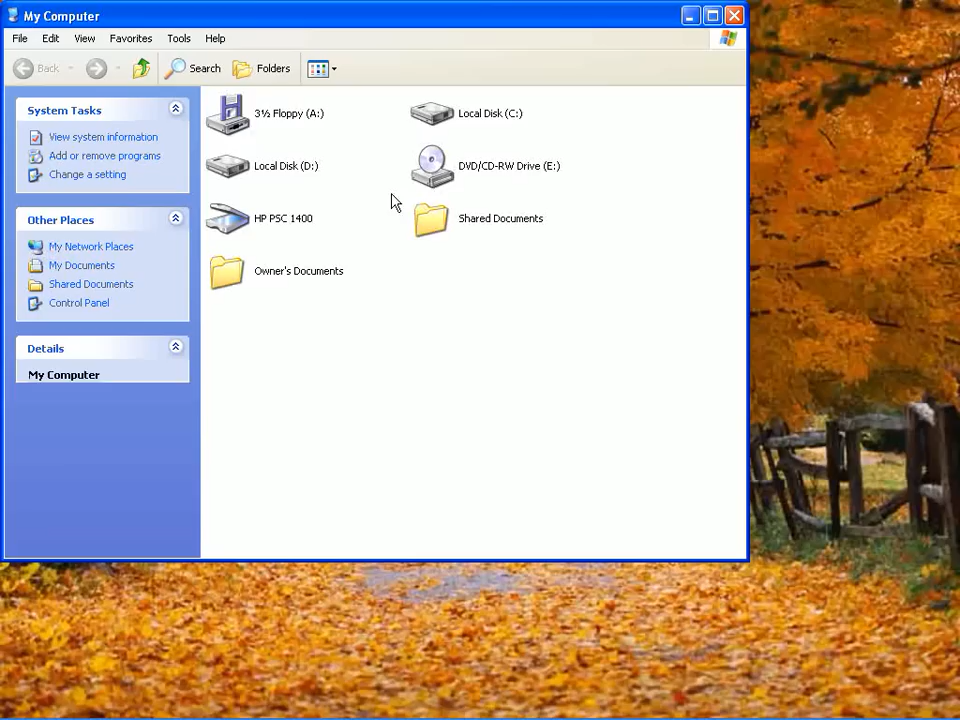 My Computer
File Edit View Favorites Tools Help
Back Search Folders
System Tasks
View system information
Add or remove programs
Change a setting
Other Places
My Network Places
My Documents
Shared Documents
Control Panel
Details
My Computer
3½ Floppy (A:) Local Disk (C:)
Local Disk (D:) DVD/CD-RW Drive (E:)
HP PSC 1400 Shared Documents
Owner's Documents